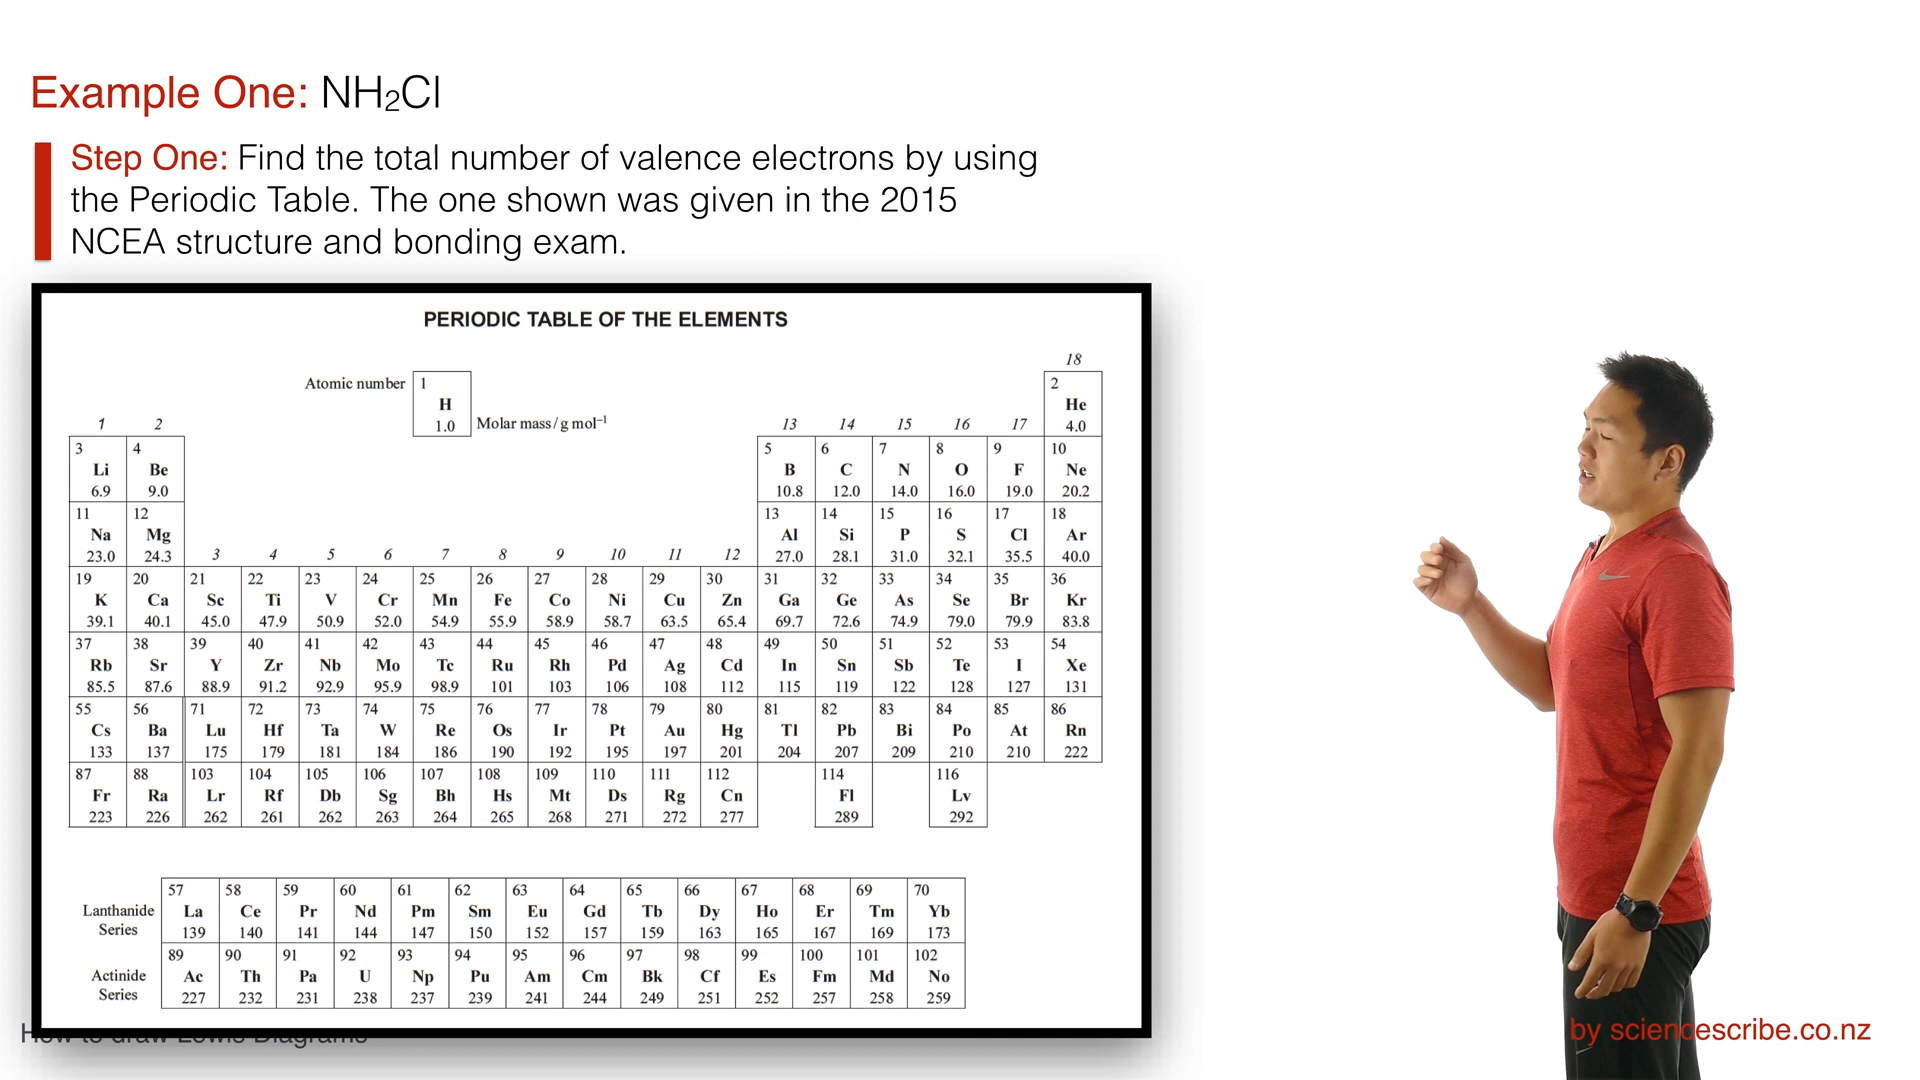 Example One: NH₂Cl
Step One: Find the total number of valence electrons by using
the Periodic Table. The one shown was given in the 2015
NCEA structure and bonding exam.
PERIODIC TABLE OF THE ELEMENTS
18
Atomic number 1 2
H He
1 2 1.0 Molar mass / g mol⁻¹ 13 14 15 16 17 4.0
3 4 5 6 7 8 9 10
Li Be B C N O F Ne
6.9 9.0 10.8 12.0 14.0 16.0 19.0 20.2
11 12 13 14 15 16 17 18
Na Mg Al Si P S Cl Ar
23.0 24.3 3 4 5 6 7 8 9 10 11 12 27.0 28.1 31.0 32.1 35.5 40.0
19 20 21 22 23 24 25 26 27 28 29 30 31 32 33 34 35 36
K Ca Sc Ti V Cr Mn Fe Co Ni Cu Zn Ga Ge As Se Br Kr
39.1 40.1 45.0 47.9 50.9 52.0 54.9 55.9 58.9 58.7 63.5 65.4 69.7 72.6 74.9 79.0 79.9 83.8
37 38 39 40 41 42 43 44 45 46 47 48 49 50 51 52 53 54
Rb Sr Y Zr Nb Mo Tc Ru Rh Pd Ag Cd In Sn Sb Te I Xe
85.5 87.6 88.9 91.2 92.9 95.9 98.9 101 103 106 108 112 115 119 122 128 127 131
55 56 71 72 73 74 75 76 77 78 79 80 81 82 83 84 85 86
Cs Ba Lu Hf Ta W Re Os Ir Pt Au Hg Tl Pb Bi Po At Rn
133 137 175 179 181 184 186 190 192 195 197 201 204 207 209 210 210 222
87 88 103 104 105 106 107 108 109 110 111 112 114 116
Fr Ra Lr Rf Db Sg Bh Hs Mt Ds Rg Cn Fl Lv
223 226 262 261 262 263 264 265 268 271 272 277 289 292
57 58 59 60 61 62 63 64 65 66 67 68 69 70
Lanthanide La Ce Pr Nd Pm Sm Eu Gd Tb Dy Ho Er Tm Yb
Series 139 140 141 144 147 150 152 157 159 163 165 167 169 173
89 90 91 92 93 94 95 96 97 98 99 100 101 102
Actinide Ac Th Pa U Np Pu Am Cm Bk Cf Es Fm Md No
Series 227 232 231 238 237 239 241 244 249 251 252 257 258 259
How to draw Lewis Diagrams
by sciencescribe.co.nz